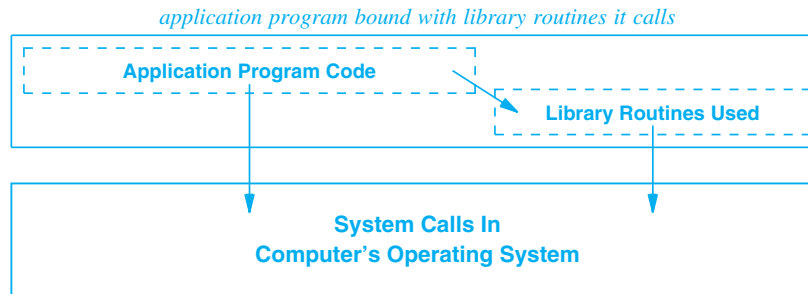 application program bound with library routines it calls
Application Program Code
Library Routines Used
System Calls In
Computer’s Operating System